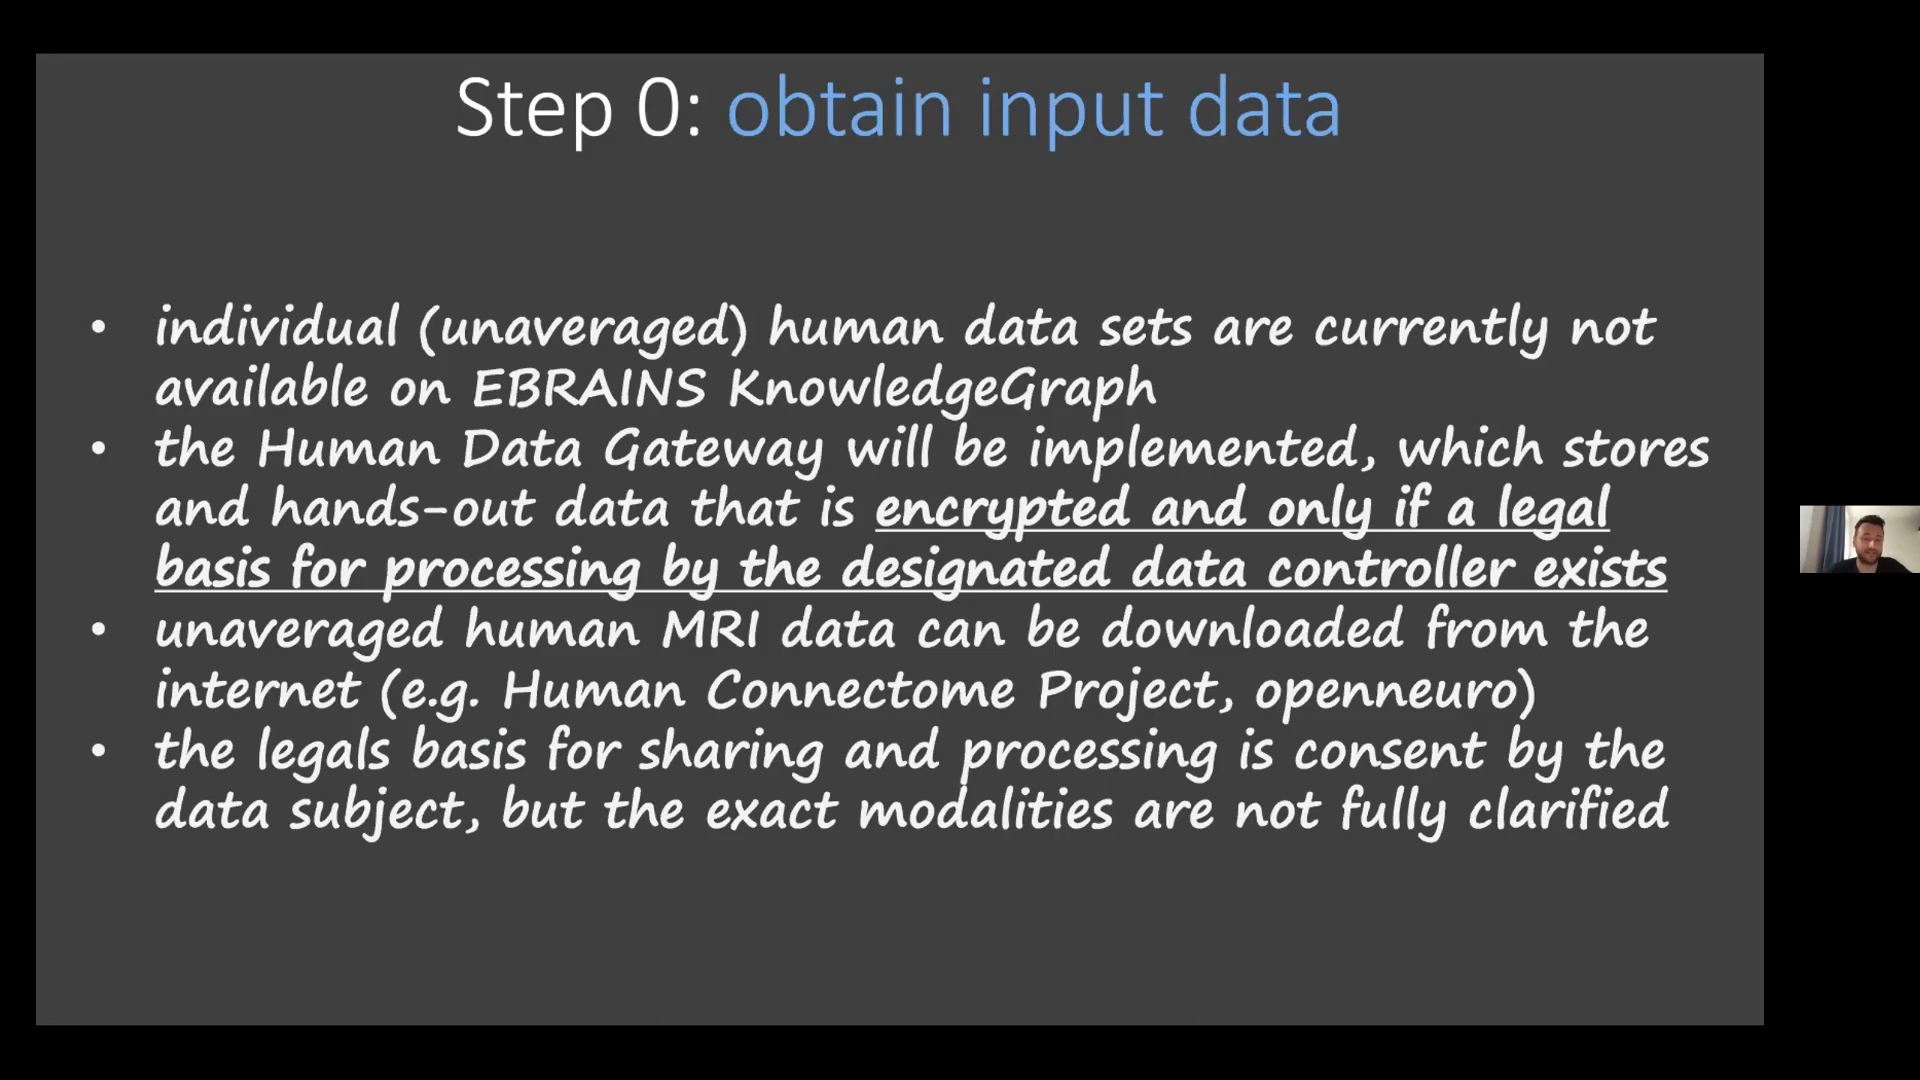 Step 0: obtain input data
• individual (unaveraged) human data sets are currently not
available on EBRAINS KnowledgeGraph
• the Human Data Gateway will be implemented, which stores
and hands-out data that is encrypted and only if a legal
basis for processing by the designated data controller exists
• unaveraged human MRI data can be downloaded from the
internet (e.g. Human Connectome Project, openneuro)
• the legals basis for sharing and processing is consent by the
data subject, but the exact modalities are not fully clarified